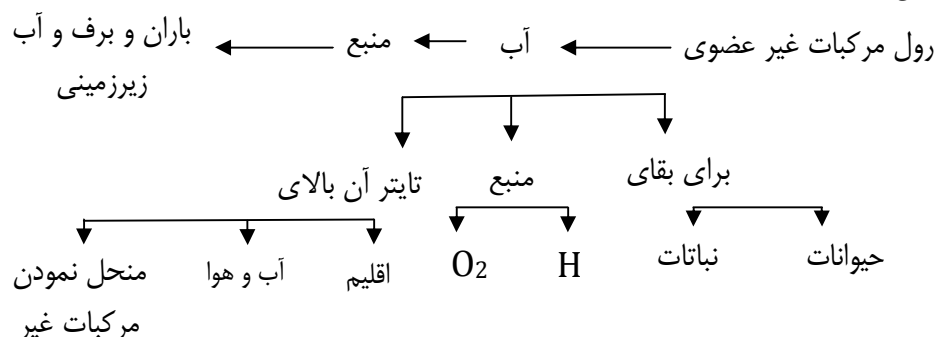 رول مرکبات غیر عضوی
آب
منبع
باران و برف و آب
زیرزمینی
برای بقای
منبع
تایتر آن بالای
حیوانات
نباتات
H
O₂
اقلیم
آب و هوا
منحل نمودن
مرکبات غیر